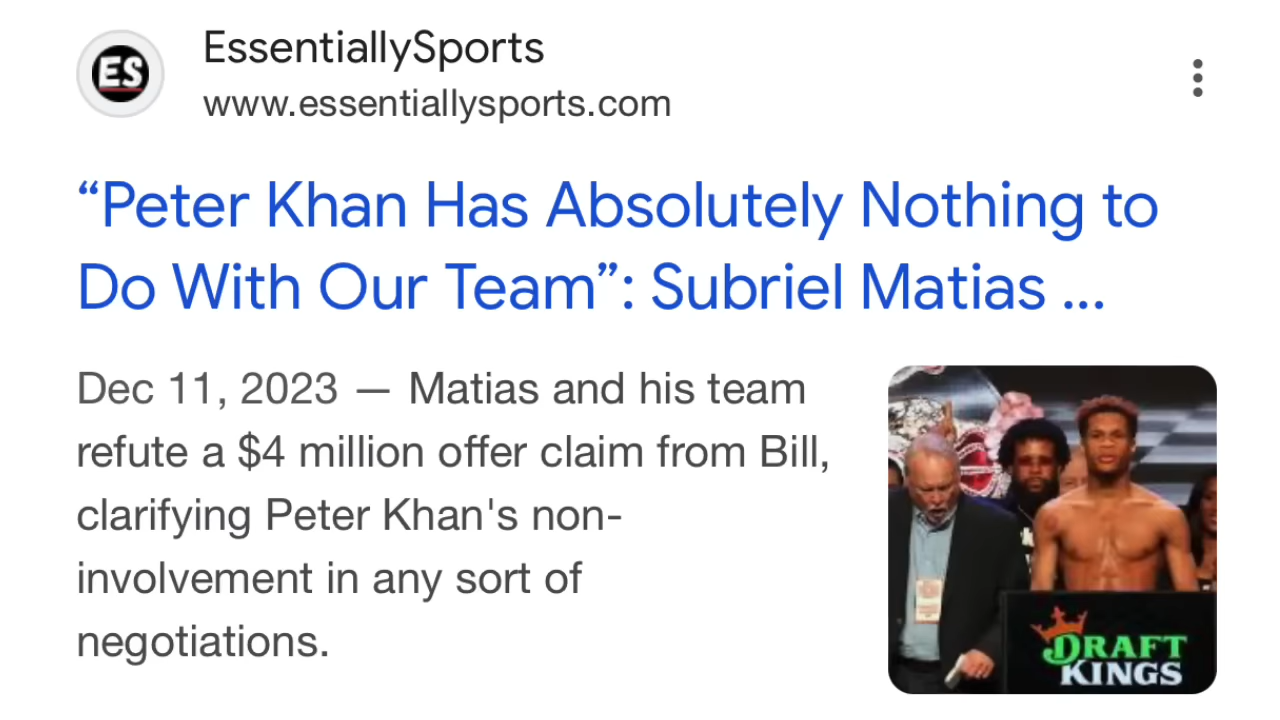 ES
EssentiallySports
www.essentiallysports.com
“Peter Khan Has Absolutely Nothing to
Do With Our Team”: Subriel Matias ...
Dec 11, 2023 — Matias and his team
refute a $4 million offer claim from Bill,
clarifying Peter Khan's non-
involvement in any sort of
negotiations.
DRAFT
KINGS